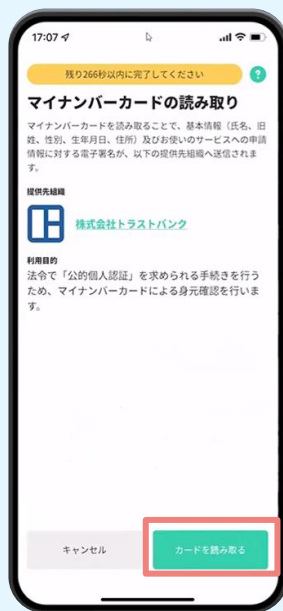 17:07
残り266秒以内に完了してください
?
マイナンバーカードの読み取り
マイナンバーカードを読み取ることで、基本情報（氏名、旧
姓、性別、生年月日、住所）及びお使いのサービスへの申請
情報に対する電子署名が、以下の提供先組織へ送信されま
す。
提供先組織
株式会社トラストバンク
利用目的
法令で「公的個人認証」を求められる手続きを行う
ため、マイナンバーカードによる身元確認を行いま
す。
キャンセル
カードを読み取る